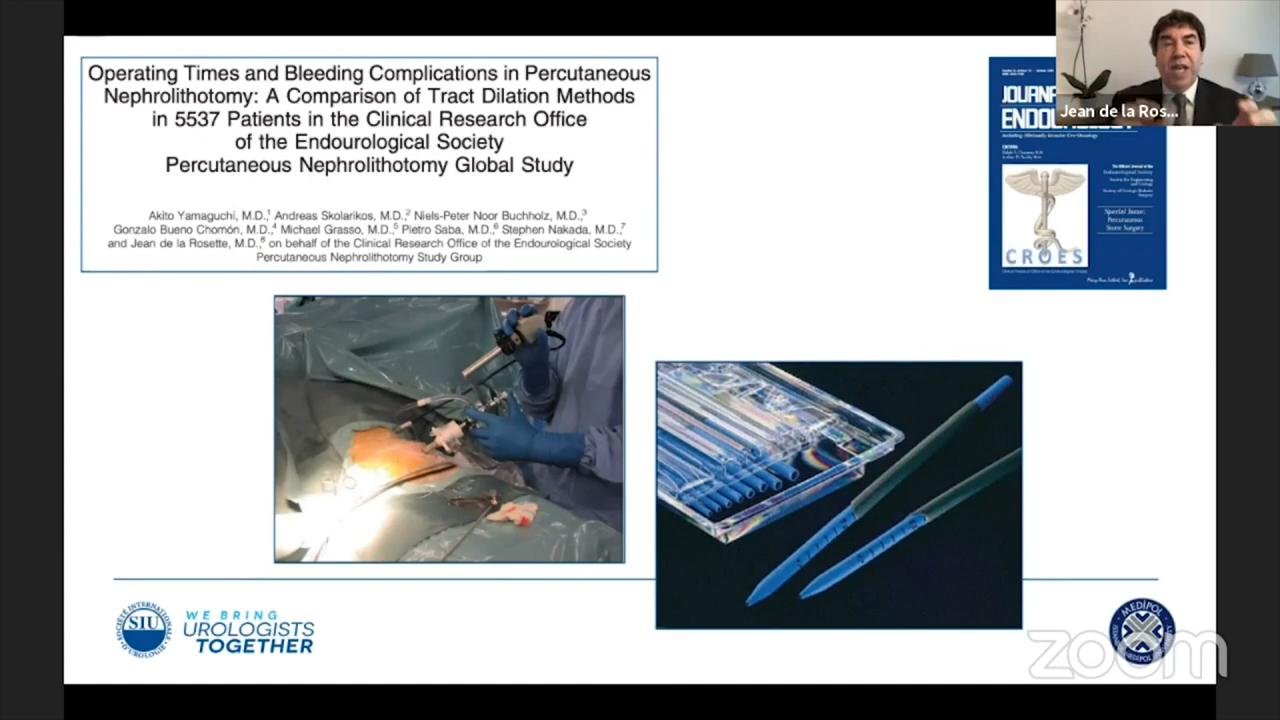 Operating Times and Bleeding Complications in Percutaneous
Nephrolithotomy: A Comparison of Tract Dilation Methods
in 5537 Patients in the Clinical Research Office
of the Endourological Society
Percutaneous Nephrolithotomy Global Study
Akito Yamaguchi, M.D.,1 Andreas Skolarikos, M.D.,2 Niels-Peter Noor Buchholz, M.D.,3
Gonzalo Bueno Chomón, M.D.,4 Michael Grasso, M.D.,5 Pietro Saba, M.D.,6 Stephen Nakada, M.D.,7
and Jean de la Rosette, M.D.,8 on behalf of the Clinical Research Office of the Endourological Society
Percutaneous Nephrolithotomy Study Group
Jean de la Ros...
Special Issue:
Percutaneous
Stone Surgery
CROES
SOCIÉTÉ INTERNATIONALE
D'UROLOGIE
SIU
WE BRING
UROLOGISTS
TOGETHER
MEDİPOL
zoom